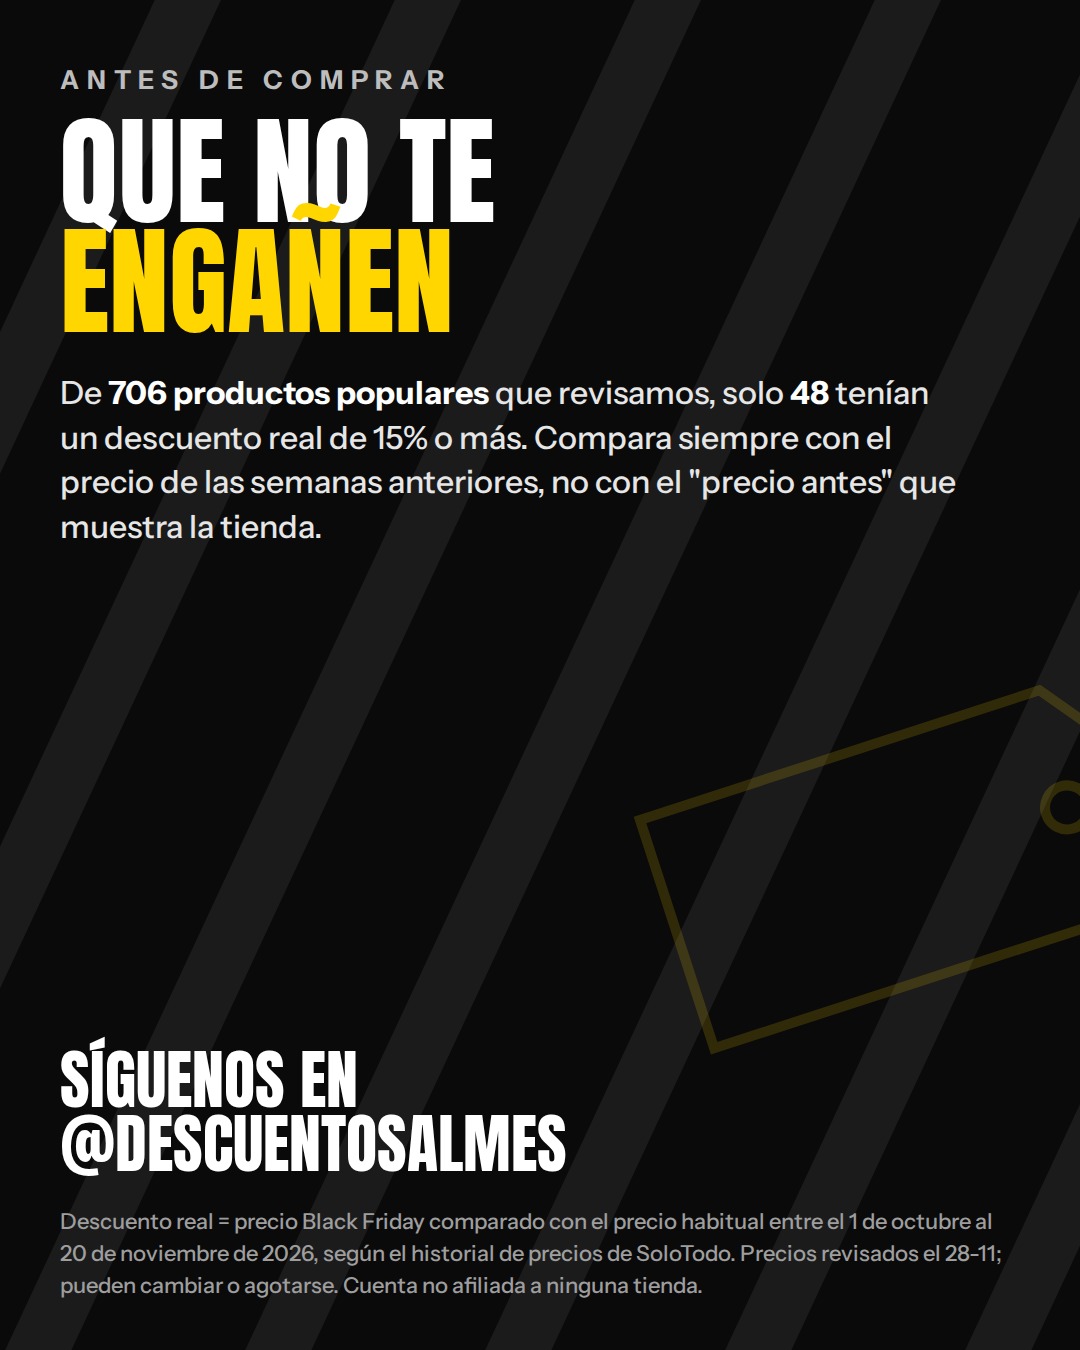 ANTES DE COMPRAR
QUE NO TE
ENGAÑEN
De 706 productos populares que revisamos, solo 48 tenían
un descuento real de 15% o más. Compara siempre con el
precio de las semanas anteriores, no con el "precio antes" que
muestra la tienda.
SÍGUENOS EN
@DESCUENTOSALMES
Descuento real = precio Black Friday comparado con el precio habitual entre el 1 de octubre al
20 de noviembre de 2026, según el historial de precios de SoloTodo. Precios revisados el 28-11;
pueden cambiar o agotarse. Cuenta no afiliada a ninguna tienda.